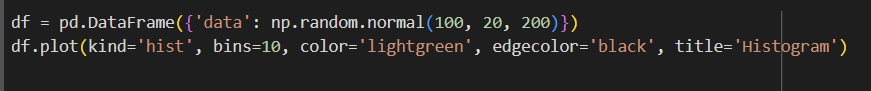 df = pd.DataFrame({'data': np.random.normal(100, 20, 200)})
df.plot(kind='hist', bins=10, color='lightgreen', edgecolor='black', title='Histogram')